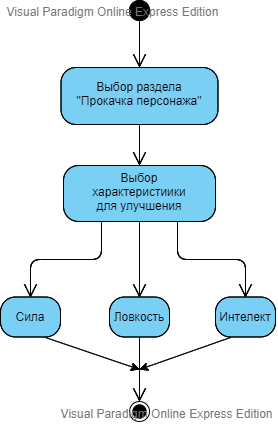 Visual Paradigm Online Express Edition
Выбор раздела
"Прокачка персонажа"
Выбор
характеристиики
для улучшения
Сила
Ловкость
Интелект
Visual Paradigm Online Express Edition